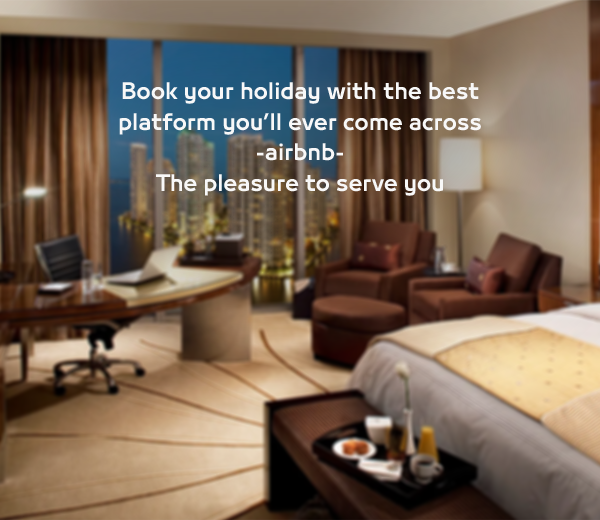 Book your holiday with the best
platform you'll ever come across
-airbnb-
The pleasure to serve you